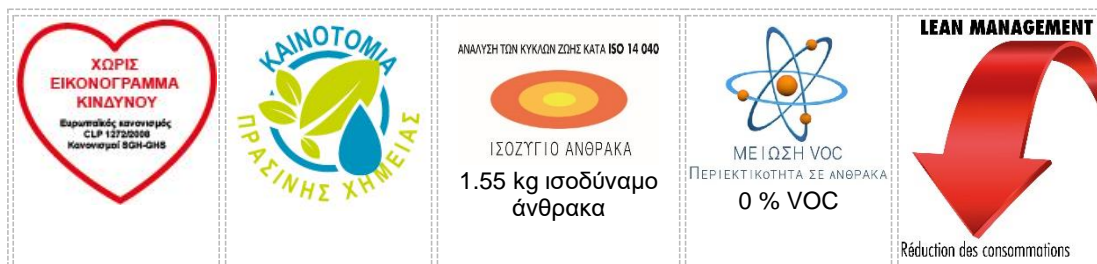 ΧΩΡΙΣ
ΕΙΚΟΝΟΓΡΑΜΜΑ
ΚΙΝΔΥΝΟΥ
Ευρωπαϊκός κανονισμός
CLP 1272/2008
Κανονισμοί SGH-GHS
ΚΑΙΝΟΤΟΜΙΑ
ΠΡΑΣΙΝΗΣ ΧΗΜΕΙΑΣ
ΑΝΑΛΥΣΗ ΤΩΝ ΚΥΚΛΩΝ ΖΩΗΣ ΚΑΤΑ ISO 14 040
ΙΣΟΖΥΓΙΟ ΑΝΘΡΑΚΑ
1.55 kg ισοδύναμο
άνθρακα
ΜΕΙΩΣΗ VOC
ΠΕΡΙΕΚΤΙΚΟΤΗΤΑ ΣΕ ΑΝΘΡΑΚΑ
0 % VOC
LEAN MANAGEMENT
Réduction des consommations